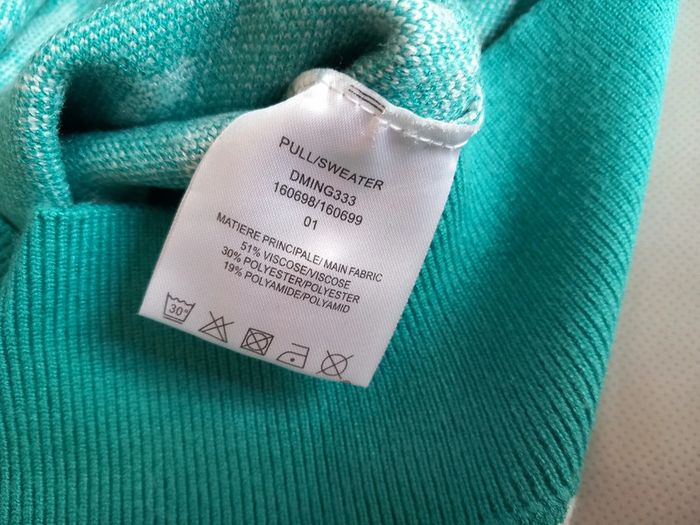 PULL/SWEATER
DMING333
160698/160699
01
MATIERE PRINCIPALE/ MAIN FABRIC
51% VISCOSE/VISCOSE
30% POLYESTER/POLYESTER
19% POLYAMIDE/POLYAMID
30°